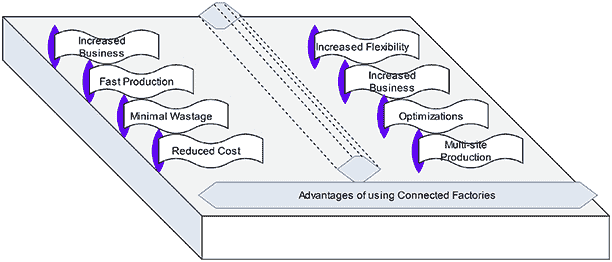 Increased
Business
Fast Production
Minimal Wastage
Reduced Cost
Increased Flexibility
Increased
Business
Optimizations
Multi-site
Production
Advantages of using Connected Factories